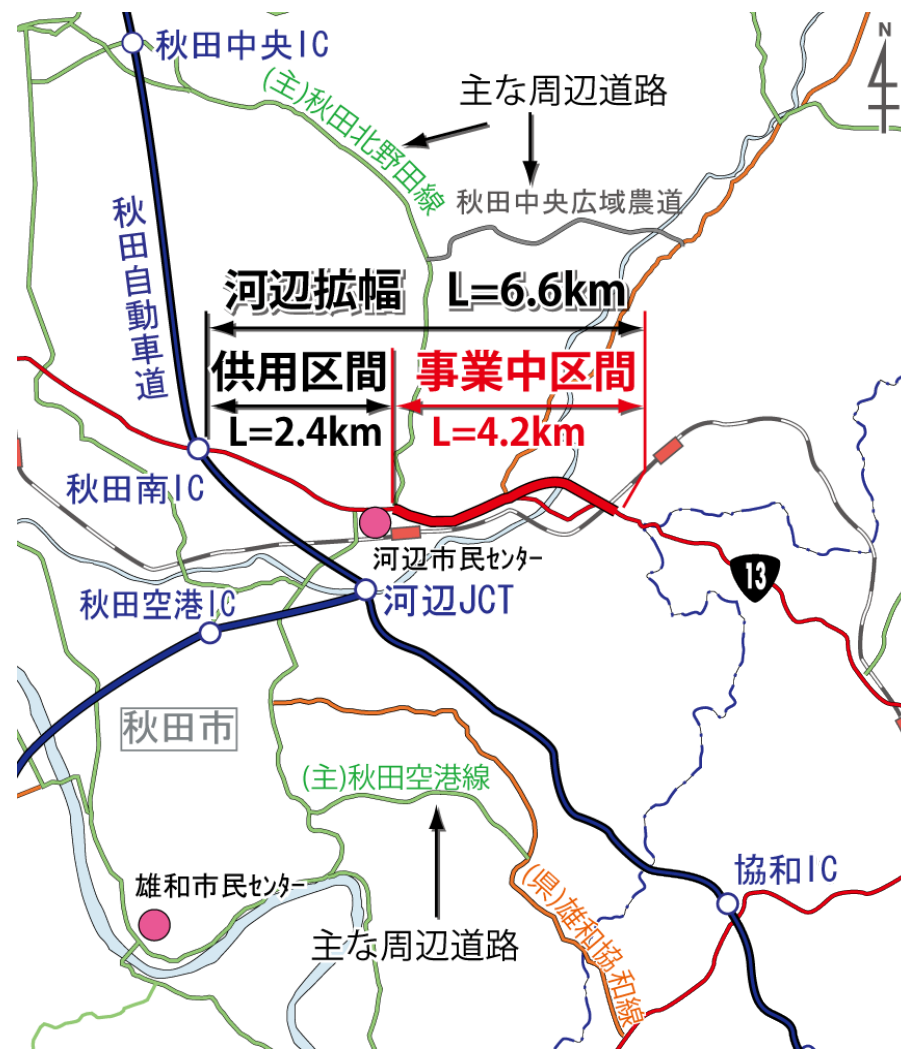 N
秋田中央IC
(主)秋田北野田線
主な周辺道路
秋田中央広域農道
秋田自動車道
河辺拡幅 L=6.6km
供用区間
事業中区間
L=2.4km
L=4.2km
秋田南IC
河辺市民センター
13
秋田空港IC
河辺JCT
秋田市
(主)秋田空港線
協和IC
雄和市民センター
(県)雄和協和線
主な周辺道路